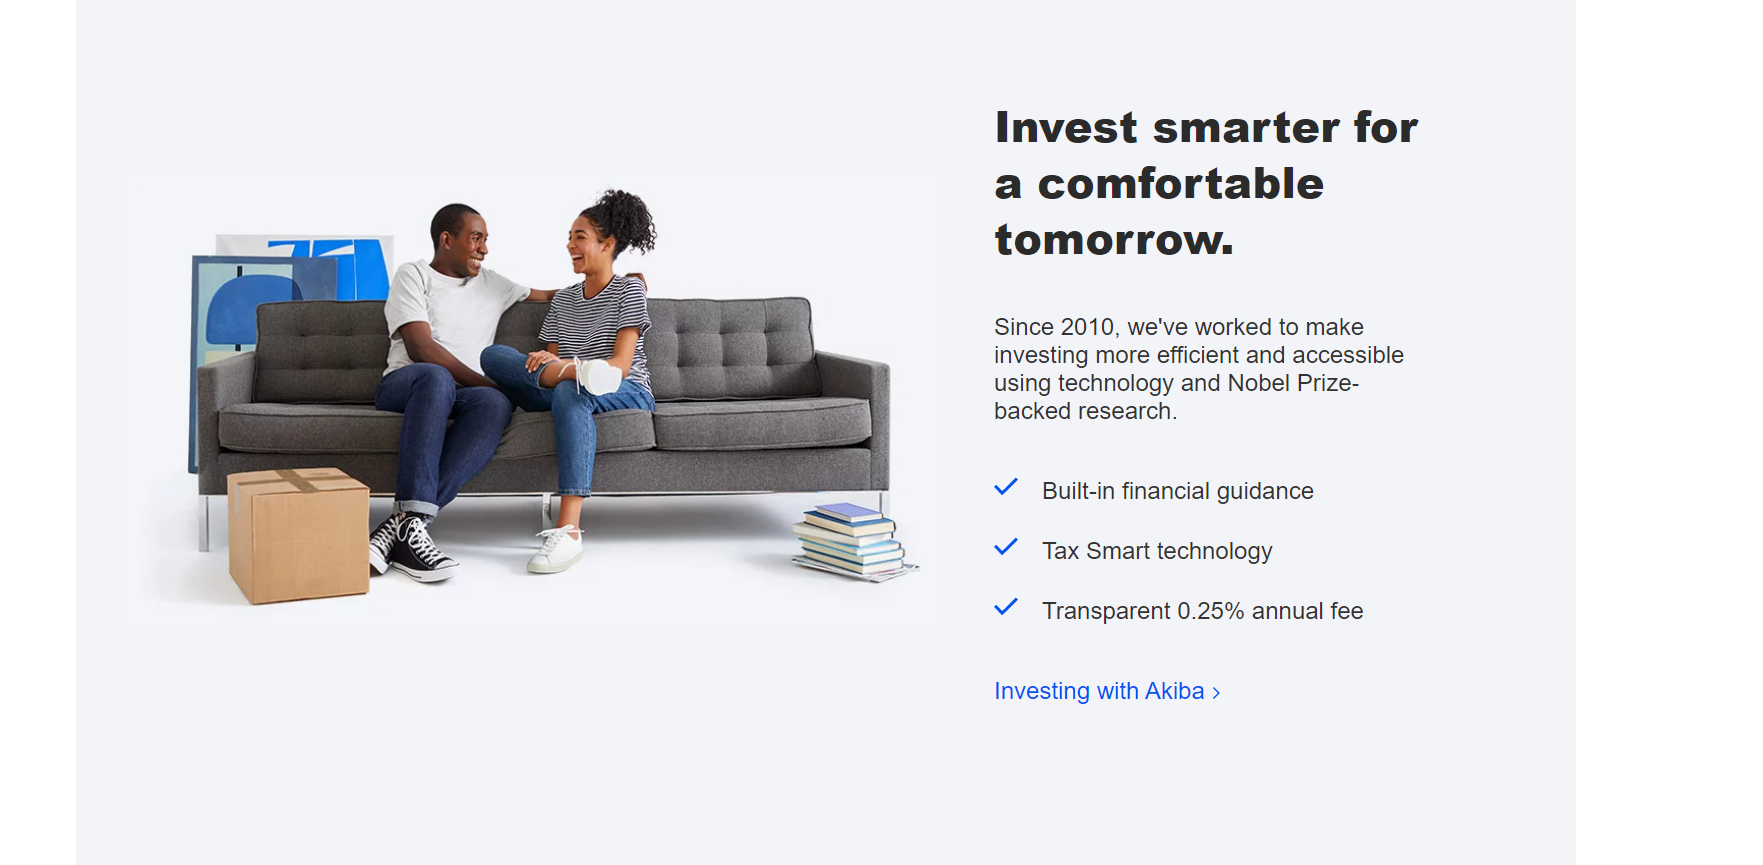 Invest smarter for
a comfortable
tomorrow.
Since 2010, we've worked to make
investing more efficient and accessible
using technology and Nobel Prize-
backed research.
Built-in financial guidance
Tax Smart technology
Transparent 0.25% annual fee
Investing with Akiba >